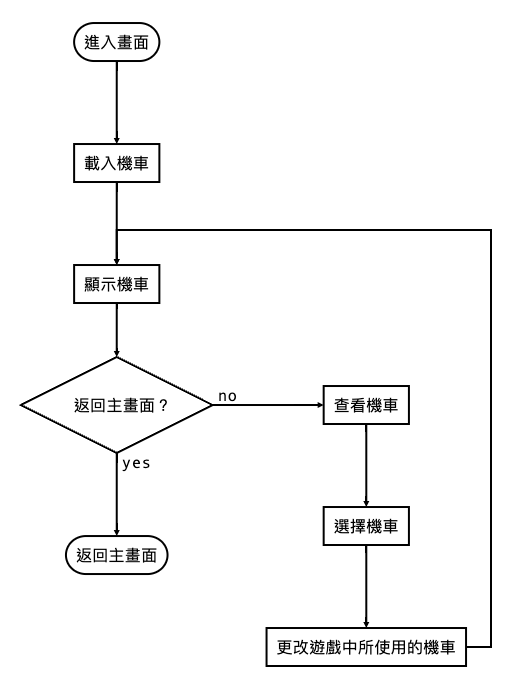 進入畫面
載入機車
顯示機車
返回主畫面？
no
查看機車
yes
選擇機車
返回主畫面
更改遊戲中所使用的機車